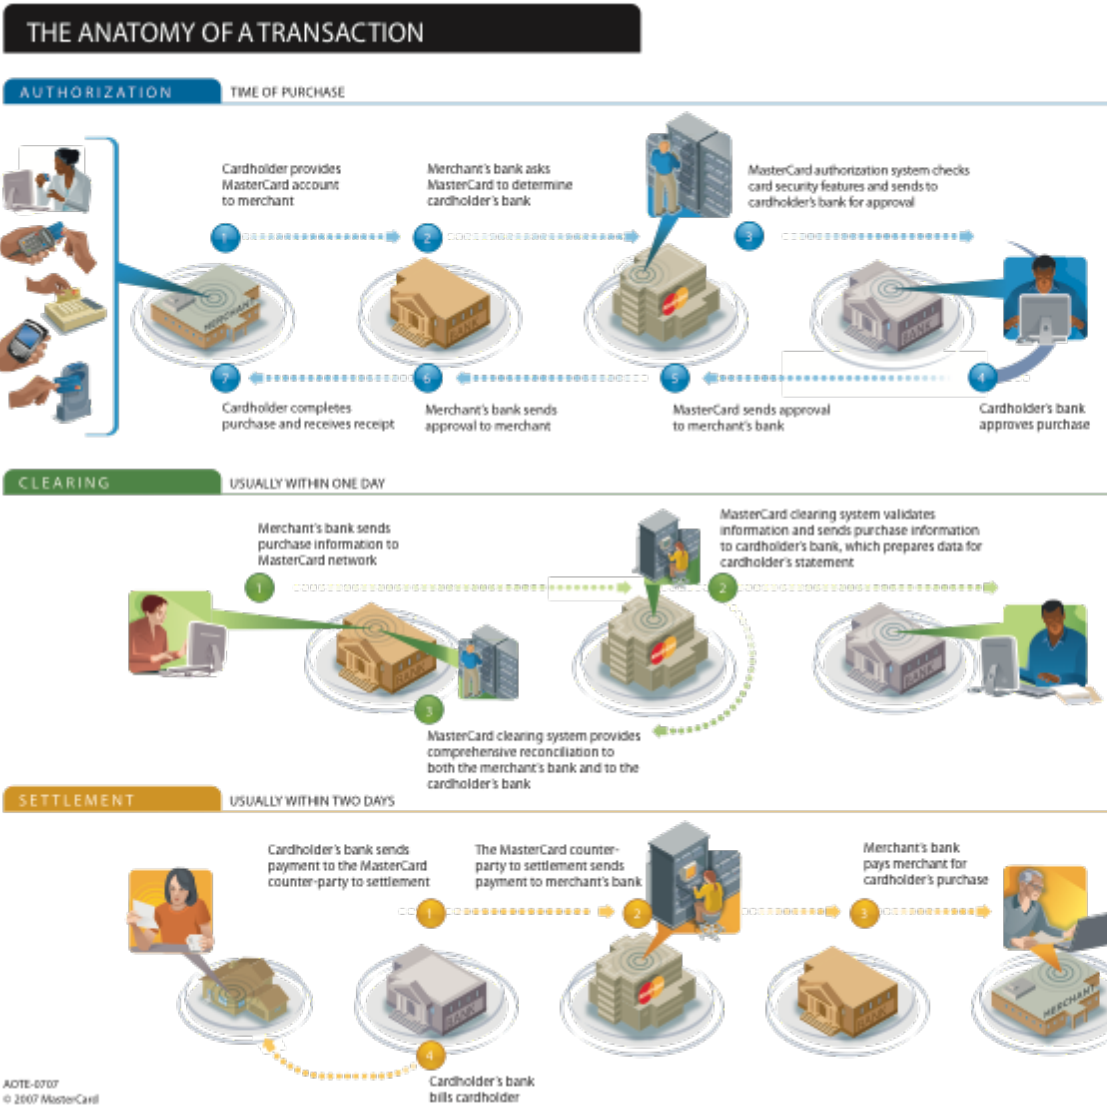 THE ANATOMY OF A TRANSACTION
AUTHORIZATION
TIME OF PURCHASE
Cardholder provides
MasterCard account
to merchant
Merchant's bank asks
MasterCard to determine
cardholder's bank
MasterCard authorization system checks
card security features and sends to
cardholder's bank for approval
1
2
3
MERCHANT
BANK
MasterCard
BANK
7
6
5
4
Cardholder completes
purchase and receives receipt
Merchant's bank sends
approval to merchant
MasterCard sends approval
to merchant's bank
Cardholder's bank
approves purchase
CLEARING
USUALLY WITHIN ONE DAY
Merchant's bank sends
purchase information to
MasterCard network
MasterCard clearing system validates
information and sends purchase information
to cardholder's bank, which prepares data for
cardholder's statement
1
2
BANK
MasterCard
BANK
3
MasterCard clearing system provides
comprehensive reconciliation to
both the merchant's bank and to the
cardholder's bank
SETTLEMENT
USUALLY WITHIN TWO DAYS
Cardholder's bank sends
payment to the MasterCard
counter-party to settlement
The MasterCard counter-
party to settlement sends
payment to merchant's bank
Merchant's bank
pays merchant for
cardholder's purchase
1
2
3
BANK
MasterCard
BANK
MERCHANT
4
Cardholder's bank
bills cardholder
AOTE-0707
© 2007 MasterCard